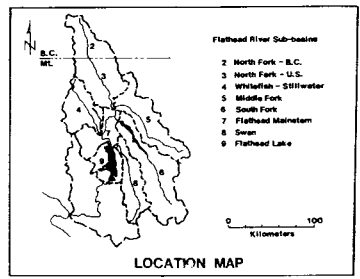 N
B.C.
Mt.
2
3
4
5
7
9
8
6
Flathead River Sub-basins
2 North Fork - B.C.
3 North Fork - U.S.
4 Whitefish - Stillwater
5 Middle Fork
6 South Fork
7 Flathead Mainstem
8 Swan
9 Flathead Lake
0 100
Kilometers
LOCATION MAP